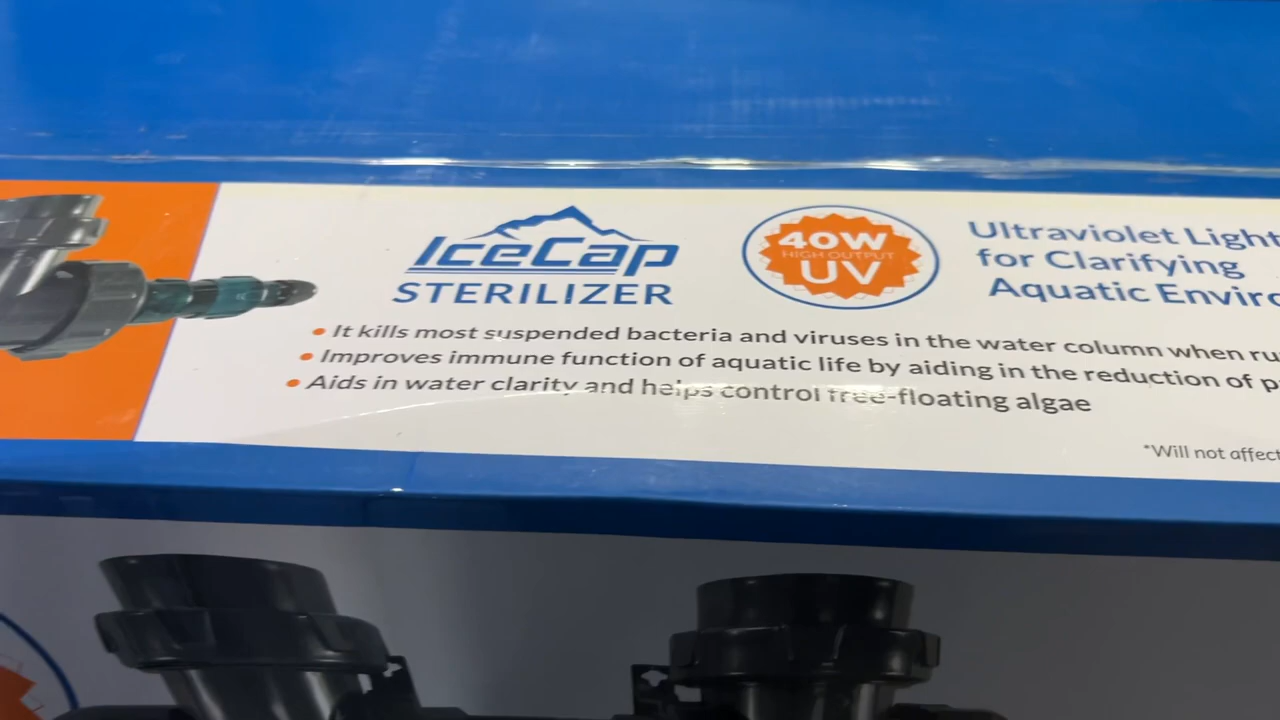 IceCap
STERILIZER
40W
HIGH OUTPUT
UV
Ultraviolet Light
for Clarifying
Aquatic Enviro
• It kills most suspended bacteria and viruses in the water column when ru
• Improves immune function of aquatic life by aiding in the reduction of p
• Aids in water clarity and helps control free-floating algae
*Will not affect